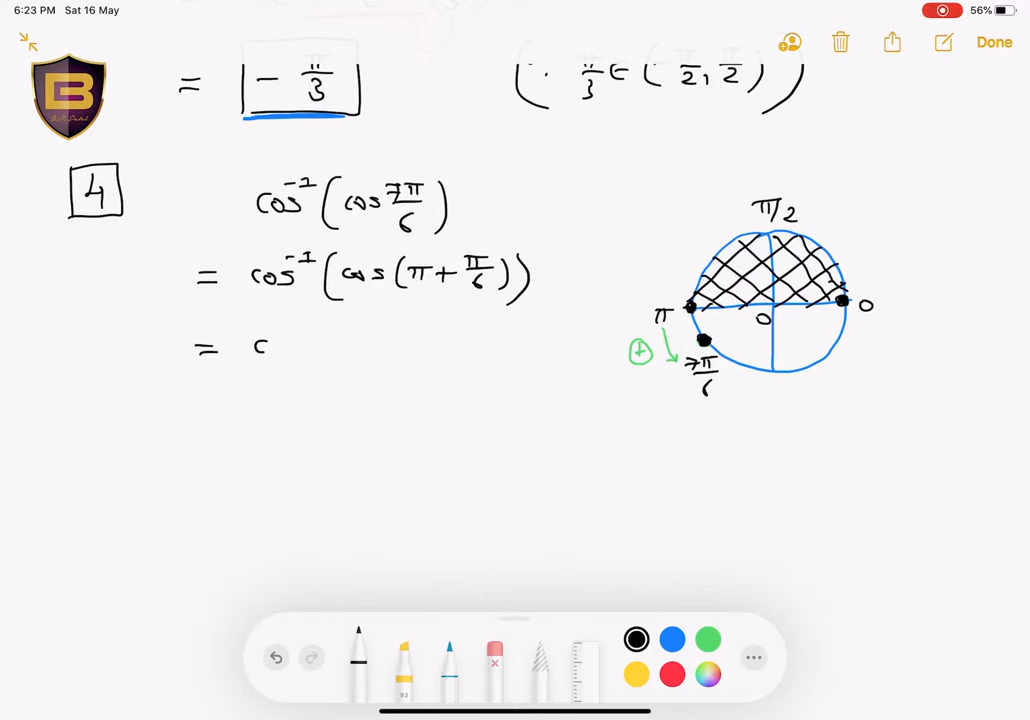 6:23 PM Sat 16 May 56%
Done
B
= - π/3 (∵ π/3 ∈ (-π/2, π/2))
4 cos⁻¹(cos 7π/6)
= cos⁻¹(cos(π + π/6))
= c
π/2
π 0 0
+
7π/6
93